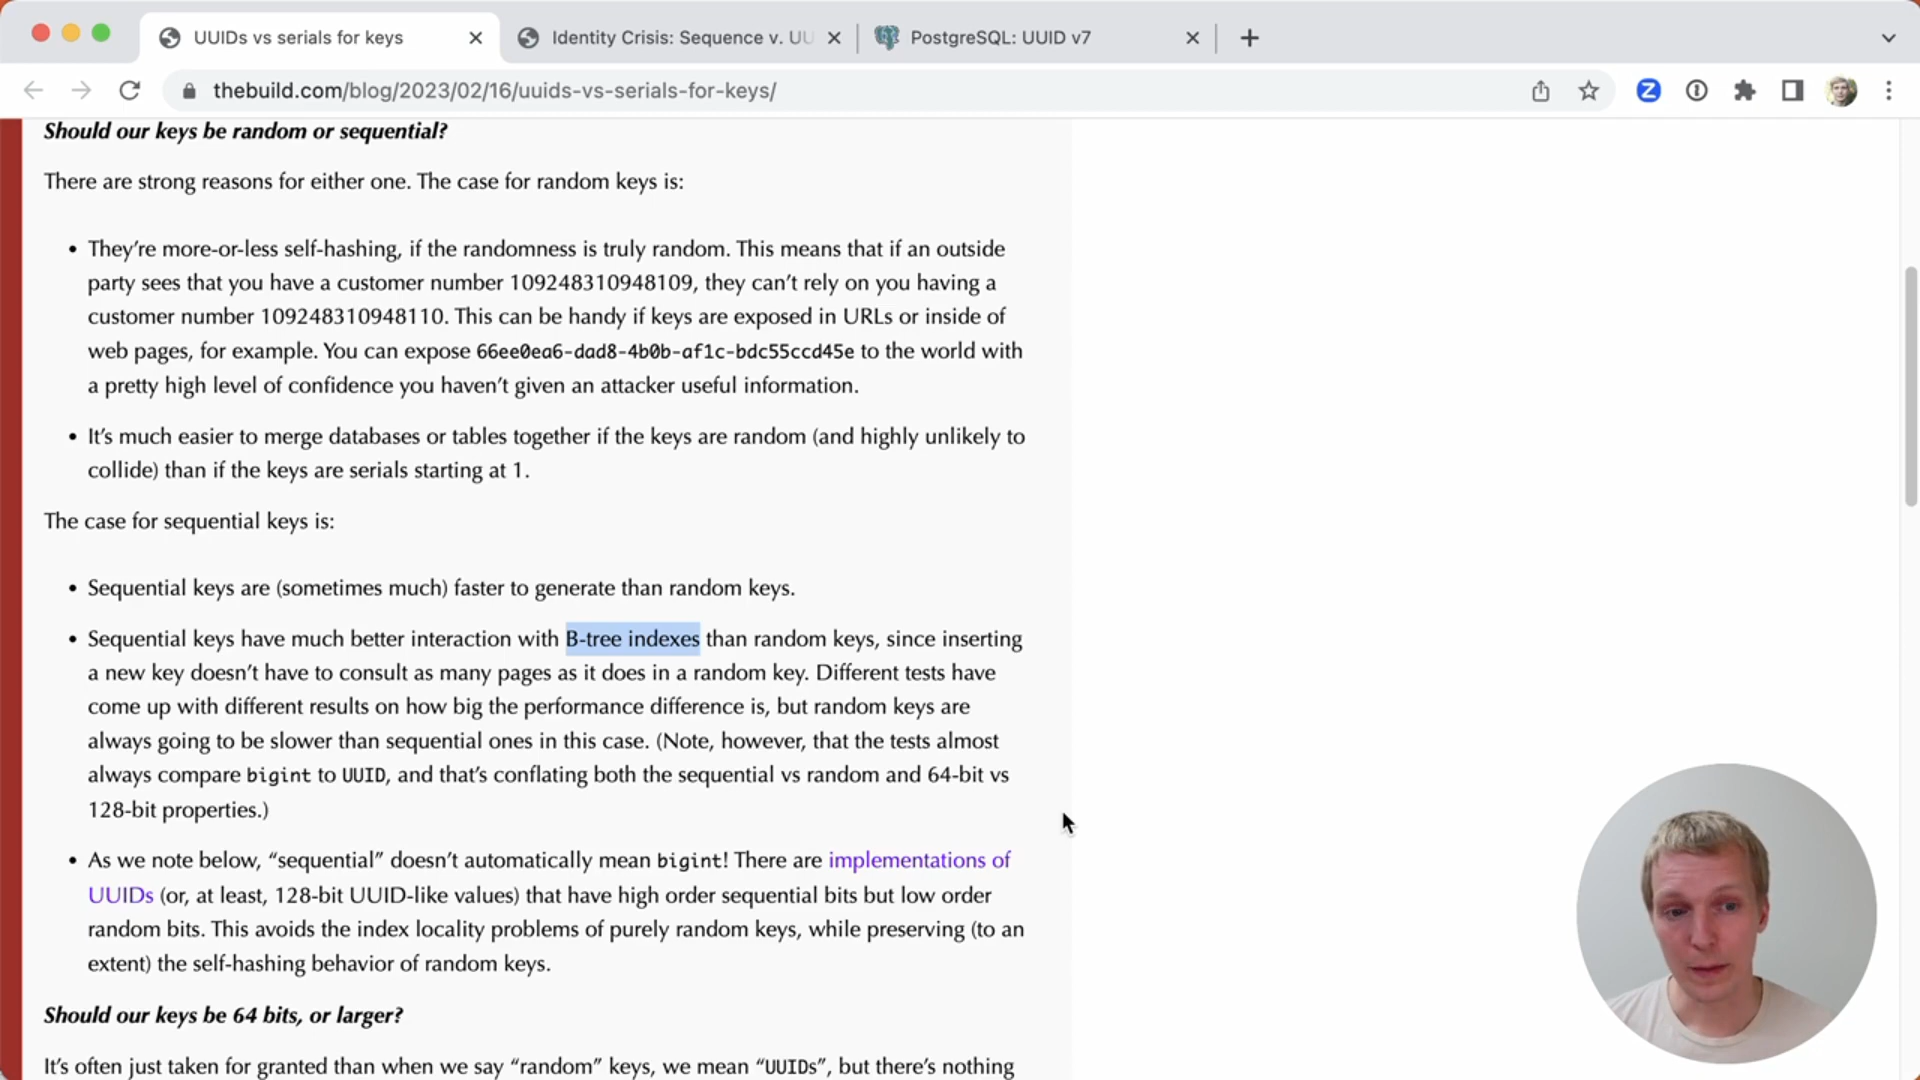 UUIDs vs serials for keys
Identity Crisis: Sequence v. UU
PostgreSQL: UUID v7
thebuild.com/blog/2023/02/16/uuids-vs-serials-for-keys/
Should our keys be random or sequential?
There are strong reasons for either one. The case for random keys is:
• They’re more-or-less self-hashing, if the randomness is truly random. This means that if an outside
party sees that you have a customer number 109248310948109, they can’t rely on you having a
customer number 109248310948110. This can be handy if keys are exposed in URLs or inside of
web pages, for example. You can expose 66ee0ea6-dad8-4b0b-af1c-bdc55ccd45e to the world with
a pretty high level of confidence you haven’t given an attacker useful information.
• It’s much easier to merge databases or tables together if the keys are random (and highly unlikely to
collide) than if the keys are serials starting at 1.
The case for sequential keys is:
• Sequential keys are (sometimes much) faster to generate than random keys.
• Sequential keys have much better interaction with B-tree indexes than random keys, since inserting
a new key doesn’t have to consult as many pages as it does in a random key. Different tests have
come up with different results on how big the performance difference is, but random keys are
always going to be slower than sequential ones in this case. (Note, however, that the tests almost
always compare bigint to UUID, and that’s conflating both the sequential vs random and 64-bit vs
128-bit properties.)
• As we note below, “sequential” doesn’t automatically mean bigint! There are implementations of
UUIDs (or, at least, 128-bit UUID-like values) that have high order sequential bits but low order
random bits. This avoids the index locality problems of purely random keys, while preserving (to an
extent) the self-hashing behavior of random keys.
Should our keys be 64 bits, or larger?
It’s often just taken for granted than when we say “random” keys, we mean “UUIDs”, but there’s nothing